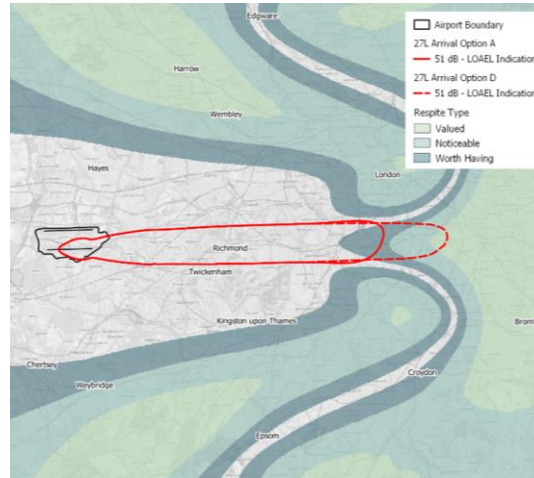 Edgware
Airport Boundary
27L Arrival Option A
51 dB - LOAEL Indication
27L Arrival Option D
51 dB - LOAEL Indication
Respite Type
Valued
Noticeable
Worth Having
Harrow
Wembley
Hayes
London
Richmond
Twickenham
Kingston upon Thames
Brom
Chertsey
Weybridge
Croydon
Epsom